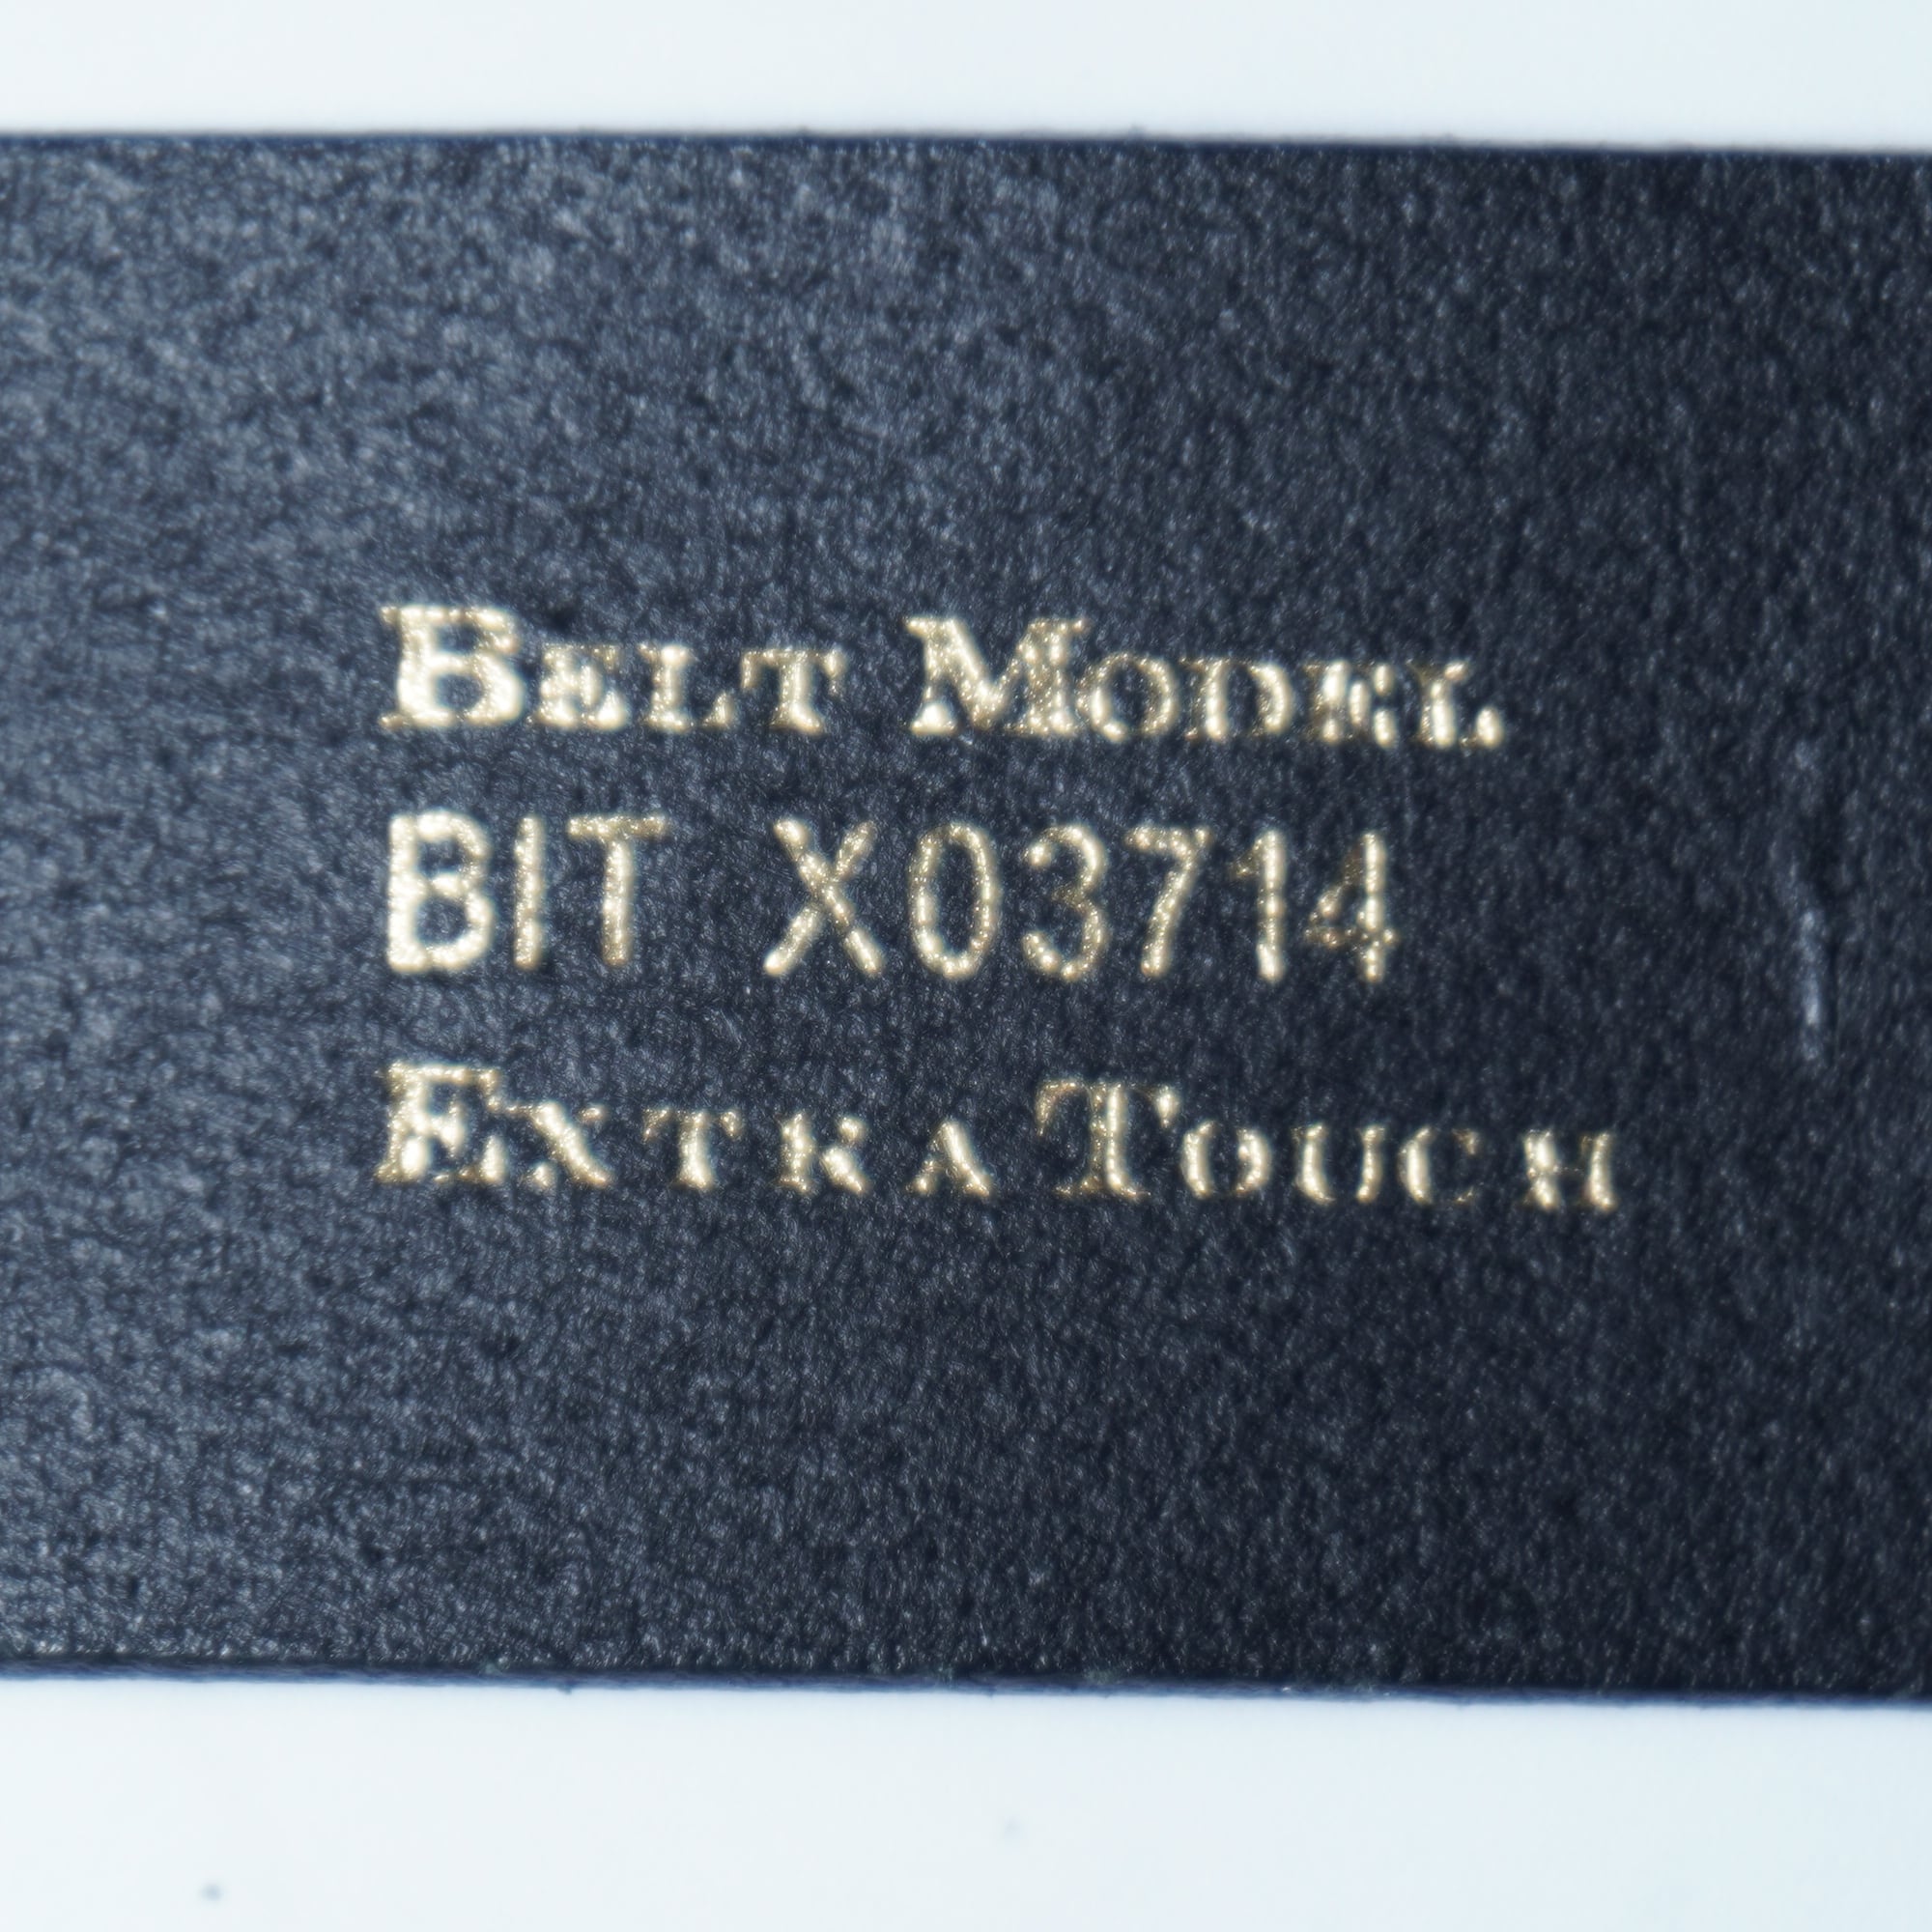 BELT MODEL
BIT X03714
EXTRA TOUCH